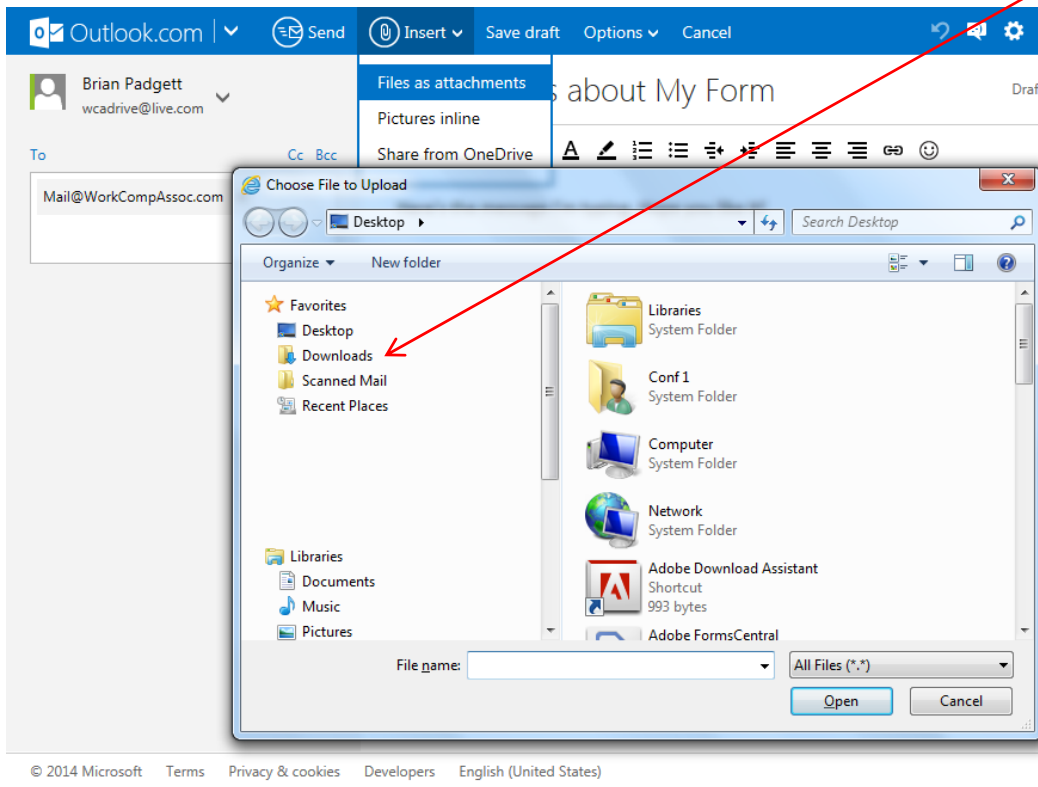 Outlook.com Send Insert Save draft Options Cancel
Brian Padgett
wcadrive@live.com
Files as attachments
Pictures inline
Share from OneDrive
about My Form
Draf
To Cc Bcc
Mail@WorkCompAssoc.com
Choose File to Upload
Desktop
Search Desktop
Organize New folder
Favorites
Desktop
Downloads
Scanned Mail
Recent Places
Libraries
Documents
Music
Pictures
Libraries
System Folder
Conf 1
System Folder
Computer
System Folder
Network
System Folder
Adobe Download Assistant
Shortcut
993 bytes
Adobe FormsCentral
File name:
All Files (*.*)
Open Cancel
© 2014 Microsoft Terms Privacy & cookies Developers English (United States)